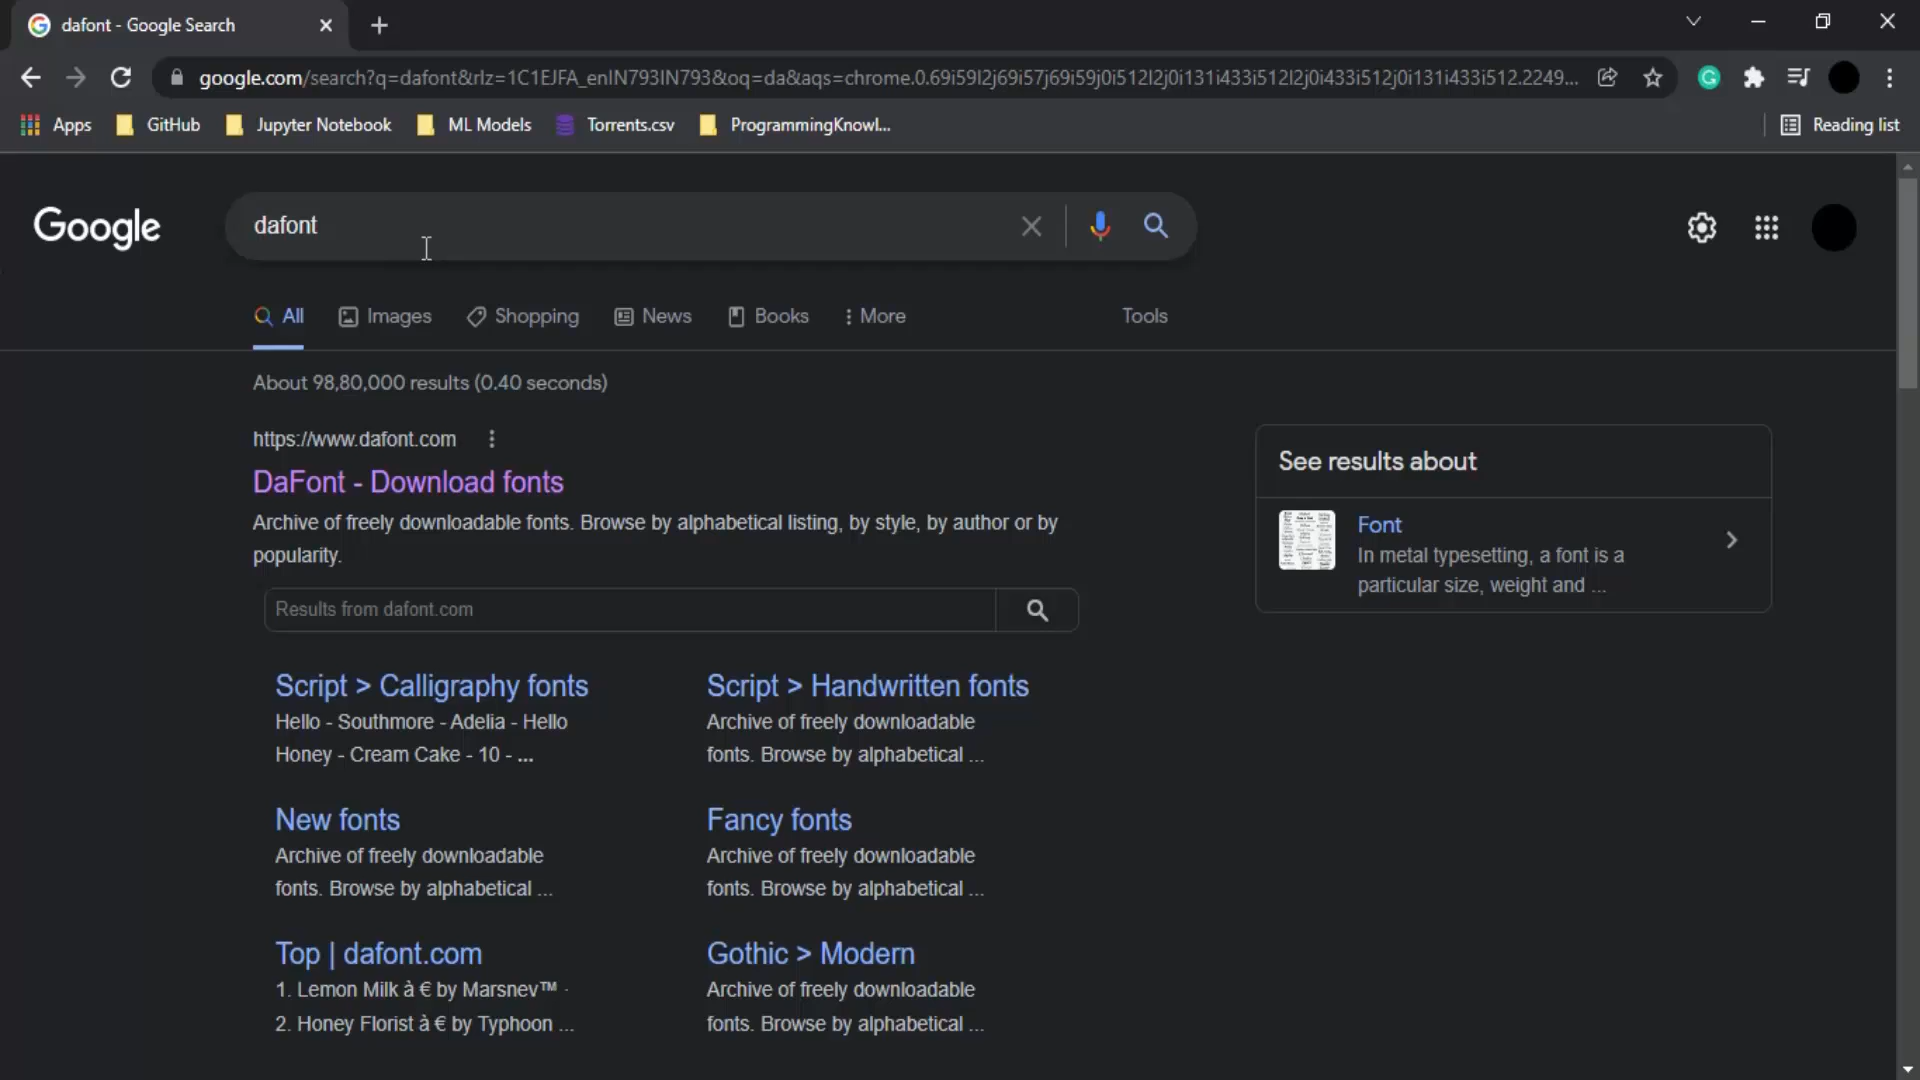 dafont - Google Search
google.com/search?q=dafont&rlz=1C1EJFA_enIN793IN793&oq=da&aqs=chrome.0.69i59l2j69i57j69i59j0i512l2j0i131i433i512l2j0i433i512j0i131i433i512.2249...
Apps GitHub Jupyter Notebook ML Models Torrents.csv ProgrammingKnowl... Reading list
Google dafont
All Images Shopping News Books More Tools
About 98,80,000 results (0.40 seconds)
https://www.dafont.com
DaFont - Download fonts
Archive of freely downloadable fonts. Browse by alphabetical listing, by style, by author or by
popularity.
Results from dafont.com
Script > Calligraphy fonts
Hello - Southmore - Adelia - Hello
Honey - Cream Cake - 10 - ...
Script > Handwritten fonts
Archive of freely downloadable
fonts. Browse by alphabetical ...
New fonts
Archive of freely downloadable
fonts. Browse by alphabetical ...
Fancy fonts
Archive of freely downloadable
fonts. Browse by alphabetical ...
Top | dafont.com
1. Lemon Milk à € by Marsnev™ ·
2. Honey Florist à € by Typhoon ...
Gothic > Modern
Archive of freely downloadable
fonts. Browse by alphabetical ...
See results about
Font
In metal typesetting, a font is a
particular size, weight and ...